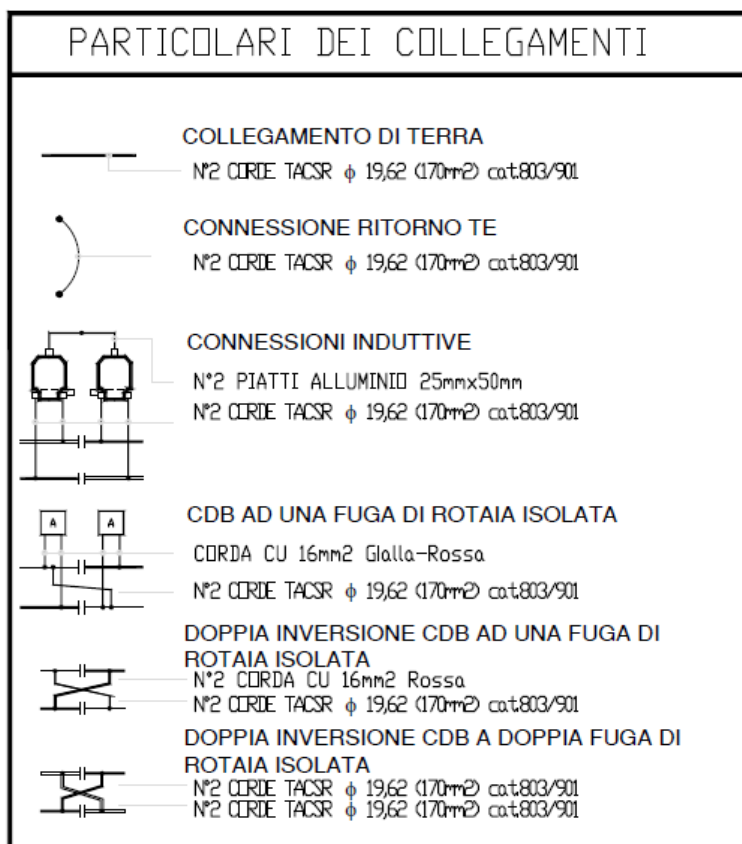 PARTICOLARI DEI COLLEGAMENTI
COLLEGAMENTO DI TERRA
N°2 CORDE TACSR ϕ 19,62 (170mm2) cat.803/901
CONNESSIONE RITORNO TE
N°2 CORDE TACSR ϕ 19,62 (170mm2) cat.803/901
CONNESSIONI INDUTTIVE
N°2 PIATTI ALLUMINIO 25mmx50mm
N°2 CORDE TACSR ϕ 19,62 (170mm2) cat.803/901
CDB AD UNA FUGA DI ROTAIA ISOLATA
A A
CORDA CU 16mm2 GIalla-Rossa
N°2 CORDE TACSR ϕ 19,62 (170mm2) cat.803/901
DOPPIA INVERSIONE CDB AD UNA FUGA DI
ROTAIA ISOLATA
N°2 CORDA CU 16mm2 Rossa
N°2 CORDE TACSR ϕ 19,62 (170mm2) cat.803/901
DOPPIA INVERSIONE CDB A DOPPIA FUGA DI
ROTAIA ISOLATA
N°2 CORDE TACSR ϕ 19,62 (170mm2) cat.803/901
N°2 CORDE TACSR ϕ 19,62 (170mm2) cat.803/901